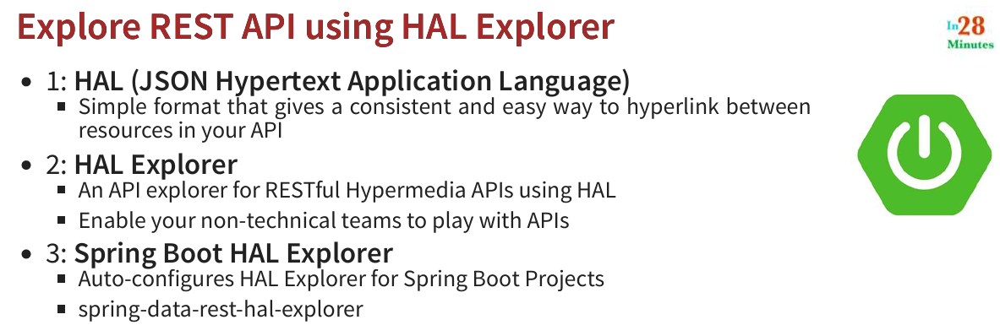 Explore REST API using HAL Explorer
In28
Minutes
1: HAL (JSON Hypertext Application Language)
Simple format that gives a consistent and easy way to hyperlink between
resources in your API
2: HAL Explorer
An API explorer for RESTful Hypermedia APIs using HAL
Enable your non-technical teams to play with APIs
3: Spring Boot HAL Explorer
Auto-configures HAL Explorer for Spring Boot Projects
spring-data-rest-hal-explorer